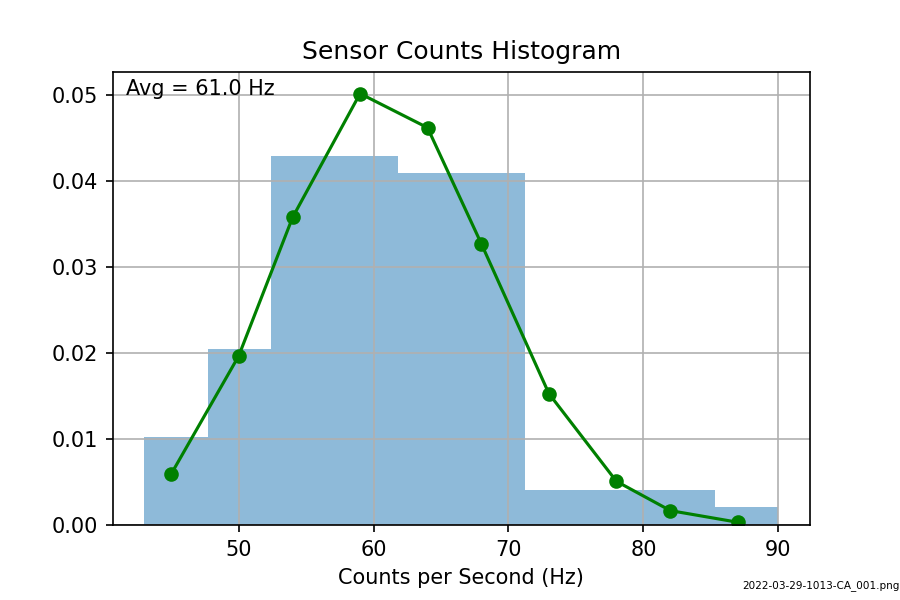 Sensor Counts Histogram
Avg = 61.0 Hz
0.05
0.04
0.03
0.02
0.01
0.00
50 60 70 80 90
Counts per Second (Hz)
2022-03-29-1013-CA_001.png